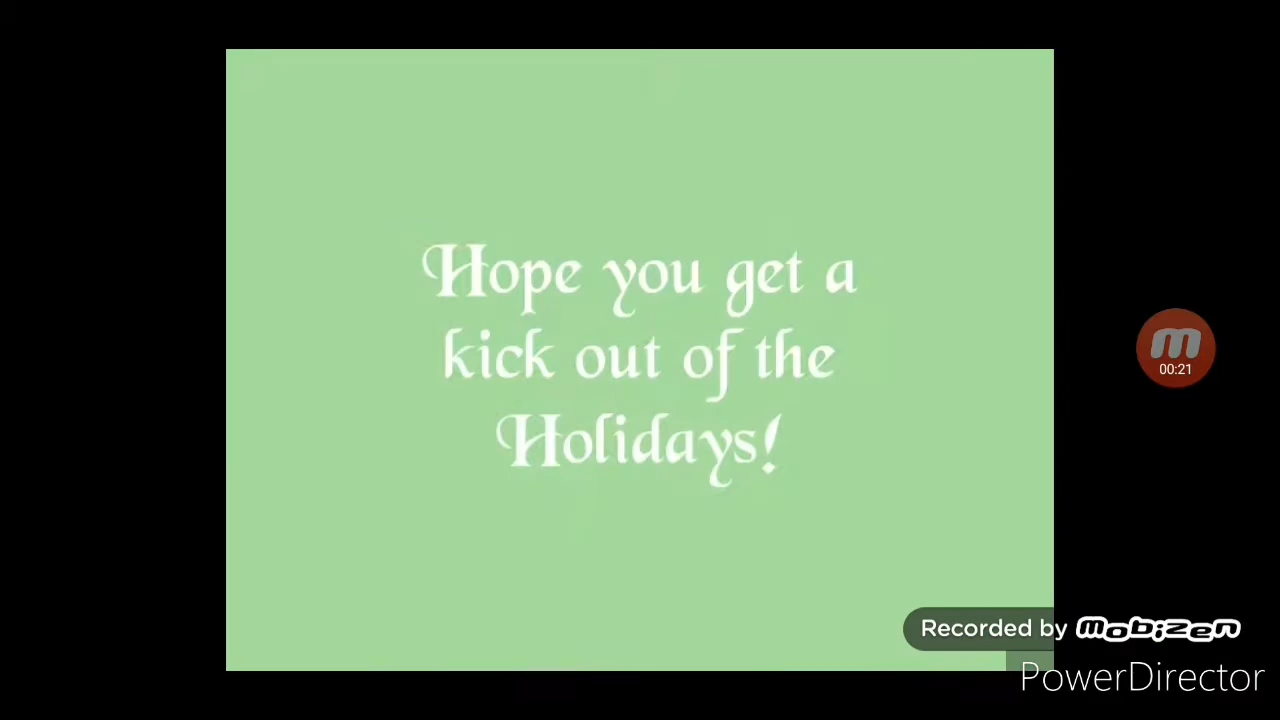 Hope you get a
kick out of the
Holidays!
00:21
Recorded by Mobizen
PowerDirector